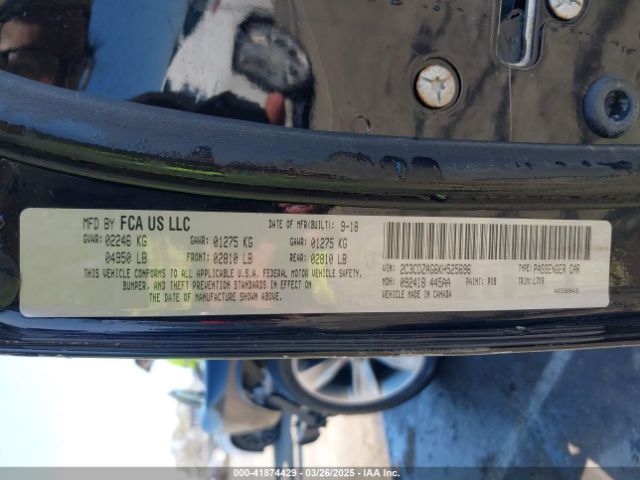 MFD BY FCA US LLC DATE OF MFR(BUILT): 9-18
GVWR: 02246 KG GAWR: 01275 KG GAWR: 01275 KG
04950 LB FRONT: 02810 LB REAR: 02810 LB
THIS VEHICLE CONFORMS TO ALL APPLICABLE U.S.A. FEDERAL MOTOR VEHICLE SAFETY,
BUMPER, AND THEFT PREVENTION STANDARDS IN EFFECT ON
THE DATE OF MANUFACTURE SHOWN ABOVE.
VIN: 2C3CDZAG6KH525696 TYPE: PASSENGER CAR
MDH: 092418 445AA PAINT: PX8 TRIM: L7X9
VEHICLE MADE IN CANADA
000-41874429 | 03/26/2025 | IAA Inc.